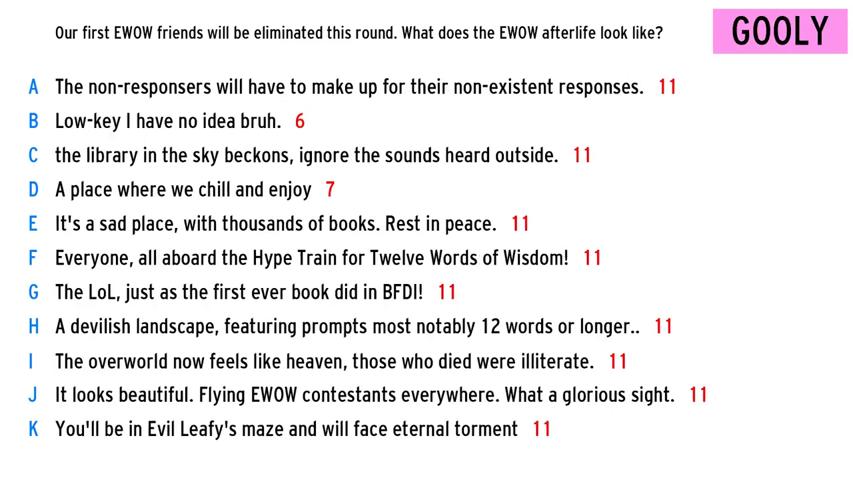 Our first EWOW friends will be eliminated this round. What does the EWOW afterlife look like?
GOOLY
A The non-responsers will have to make up for their non-existent responses. 11
B Low-key I have no idea bruh. 6
C the library in the sky beckons, ignore the sounds heard outside. 11
D A place where we chill and enjoy 7
E It's a sad place, with thousands of books. Rest in peace. 11
F Everyone, all aboard the Hype Train for Twelve Words of Wisdom! 11
G The LoL, just as the first ever book did in BFDI! 11
H A devilish landscape, featuring prompts most notably 12 words or longer.. 11
I The overworld now feels like heaven, those who died were illiterate. 11
J It looks beautiful. Flying EWOW contestants everywhere. What a glorious sight. 11
K You'll be in Evil Leafy's maze and will face eternal torment 11